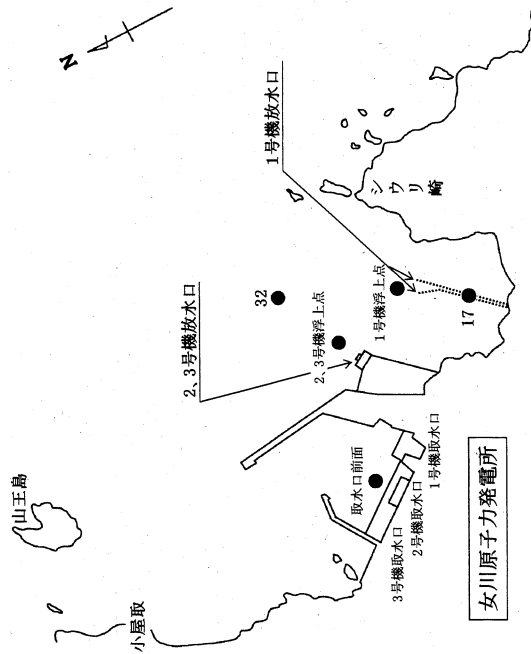 N
1号機放水口
シウリ崎
2、3号機放水口
32
2、3号機浮上点
1号機浮上点
17
山王島
取水口前面
1号機取水口
2号機取水口
3号機取水口
小屋取
女川原子力発電所